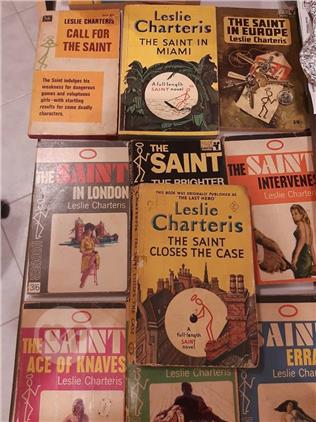 LESLIE CHARTERIS
CALL FOR
THE SAINT
The Saint indulges his
weakness for dangerous
games and voluptuous
girls—with starting
results for some deadly
characters.
Leslie
Charteris
THE SAINT IN
MIAMI
A full-length
SAINT novel
THE SAINT
IN EUROPE
Leslie Charteris
THE
SAINT
IN LONDON
Leslie Charteris
3'6
THE
SAINT
THE BRIGHTER
THE
SAINT
INTERVENES
Leslie Charteris
THIS BOOK WAS ORIGINALLY PUBLISHED AS
'THE LAST HERO'
Leslie
Charteris
THE SAINT
CLOSES THE CASE
A full-length
SAINT novel
THE
SAINT
ACE OF KNAVES
Leslie Charteris
Leslie Charteris
THE
SAINT
ERRA
Leslie Charteris